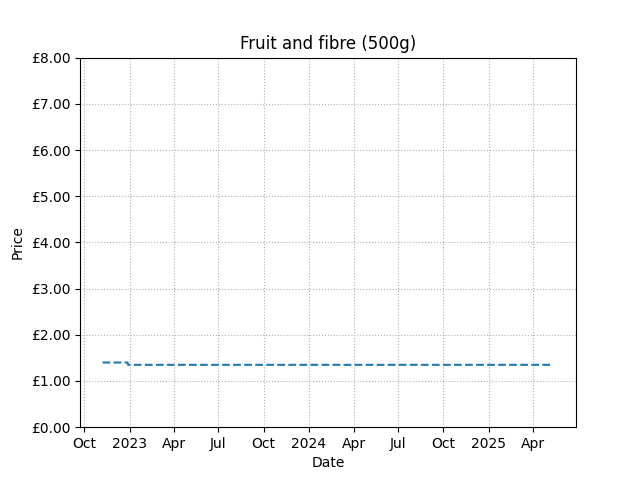 Fruit and fibre (500g)
£8.00
£7.00
£6.00
£5.00
£4.00
£3.00
£2.00
£1.00
£0.00
Price
Oct 2023 Apr Jul Oct 2024 Apr Jul Oct 2025 Apr
Date